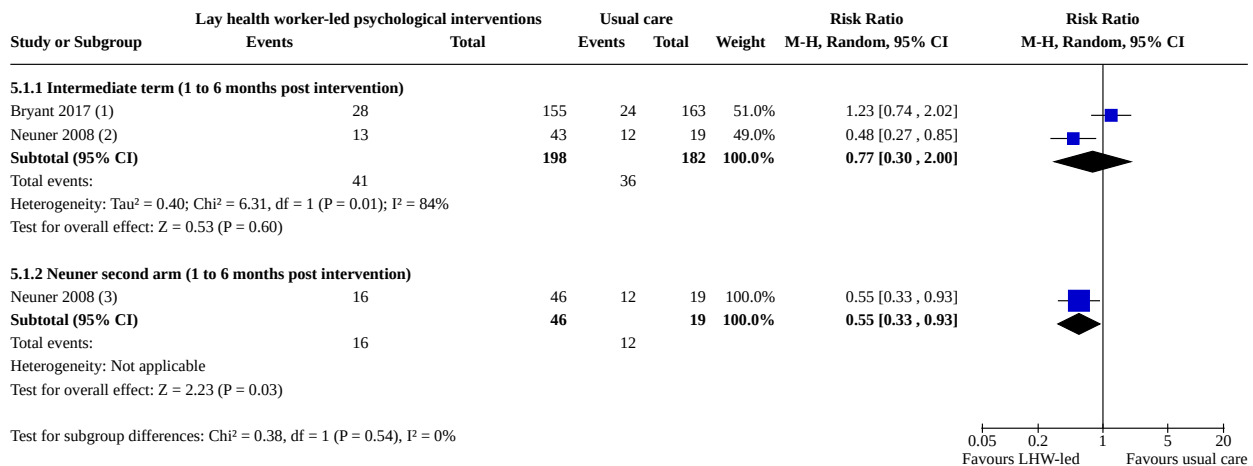 Lay health worker-led psychological interventions Usual care Risk Ratio Risk Ratio
Study or Subgroup Events Total Events Total Weight M-H, Random, 95% CI M-H, Random, 95% CI
5.1.1 Intermediate term (1 to 6 months post intervention)
Bryant 2017 (1) 28 155 24 163 51.0% 1.23 [0.74 , 2.02]
Neuner 2008 (2) 13 43 12 19 49.0% 0.48 [0.27 , 0.85]
Subtotal (95% CI) 198 182 100.0% 0.77 [0.30 , 2.00]
Total events: 41 36
Heterogeneity: Tau² = 0.40; Chi² = 6.31, df = 1 (P = 0.01); I² = 84%
Test for overall effect: Z = 0.53 (P = 0.60)
5.1.2 Neuner second arm (1 to 6 months post intervention)
Neuner 2008 (3) 16 46 12 19 100.0% 0.55 [0.33 , 0.93]
Subtotal (95% CI) 46 19 100.0% 0.55 [0.33 , 0.93]
Total events: 16 12
Heterogeneity: Not applicable
Test for overall effect: Z = 2.23 (P = 0.03)
Test for subgroup differences: Chi² = 0.38, df = 1 (P = 0.54), I² = 0%
0.05 0.2 1 5 20
Favours LHW-led Favours usual care